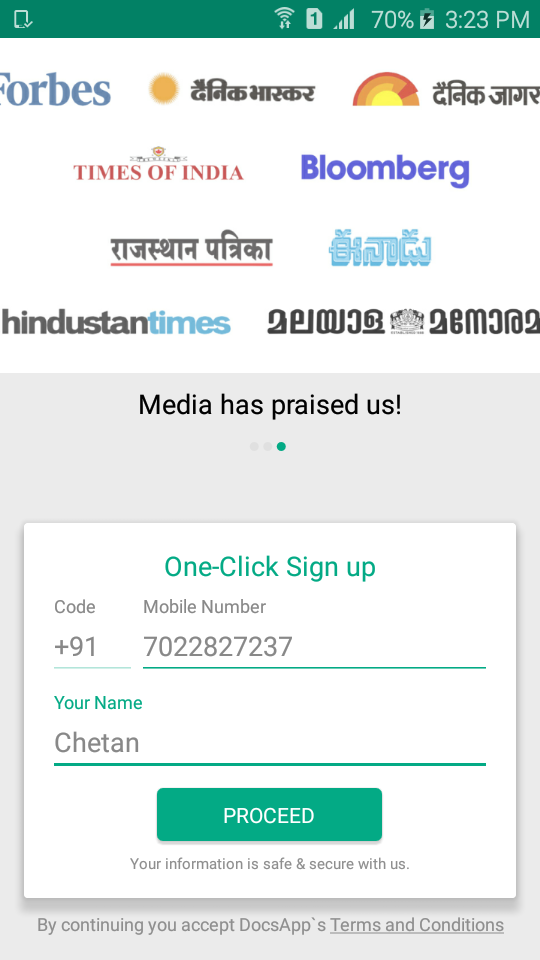 1 70% 3:23 PM
Forbes दैनिक भास्कर दैनिक जागर
TIMES OF INDIA Bloomberg
राजस्थान पत्रिका ఈనాడు
hindustantimes മലയാള മനോരമ
Media has praised us!
One-Click Sign up
Code Mobile Number
+91 7022827237
Your Name
Chetan
PROCEED
Your information is safe & secure with us.
By continuing you accept DocsApp`s Terms and Conditions